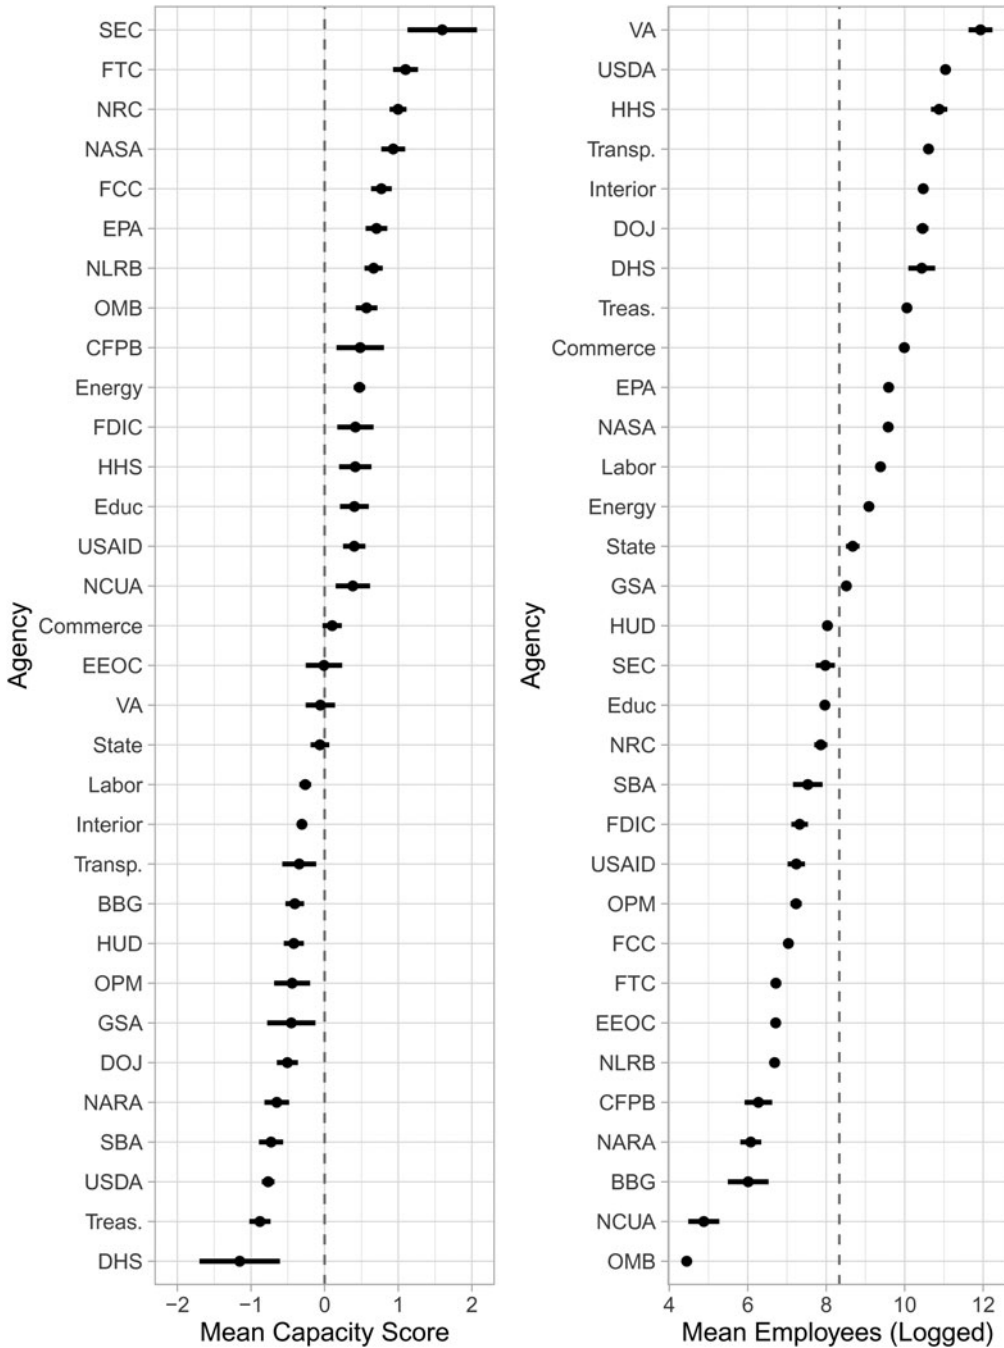 SEC
FTC
NRC
NASA
FCC
EPA
NLRB
OMB
CFPB
Energy
FDIC
HHS
Educ
USAID
NCUA
Commerce
EEOC
VA
State
Labor
Interior
Transp.
BBG
HUD
OPM
GSA
DOJ
NARA
SBA
USDA
Treas.
DHS
Agency
−2 −1 0 1 2
Mean Capacity Score
VA
USDA
HHS
Transp.
Interior
DOJ
DHS
Treas.
Commerce
EPA
NASA
Labor
Energy
State
GSA
HUD
SEC
Educ
NRC
SBA
FDIC
USAID
OPM
FCC
FTC
EEOC
NLRB
CFPB
NARA
BBG
NCUA
OMB
Agency
4 6 8 10 12
Mean Employees (Logged)